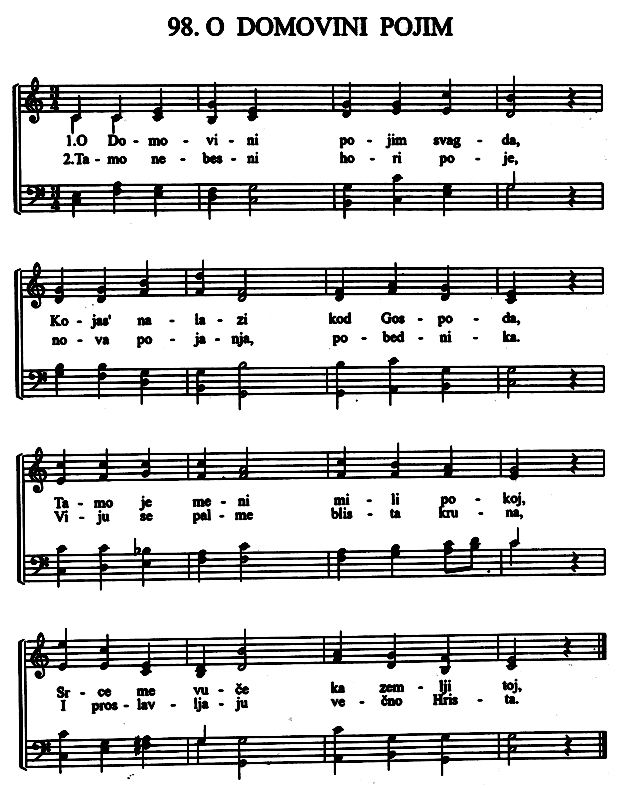 98. O DOMOVINI POJIM
1.O Do - mo - vi - ni po - jim svag - da,
2.Ta - mo ne - bes - ni ho - ri po - je,
Ko - jas' na - la - zi kod Gos - po - da,
no - va po - ja - nja, po - bed - ni - ka.
Ta - mo je me - ni mi - li po - koj,
Vi - ju se pal - me blis - ta kru - na,
Sr - ce me vu - če ka zem - lji toj,
I pros - lav - lja - ju ve - čno Hris - ta.